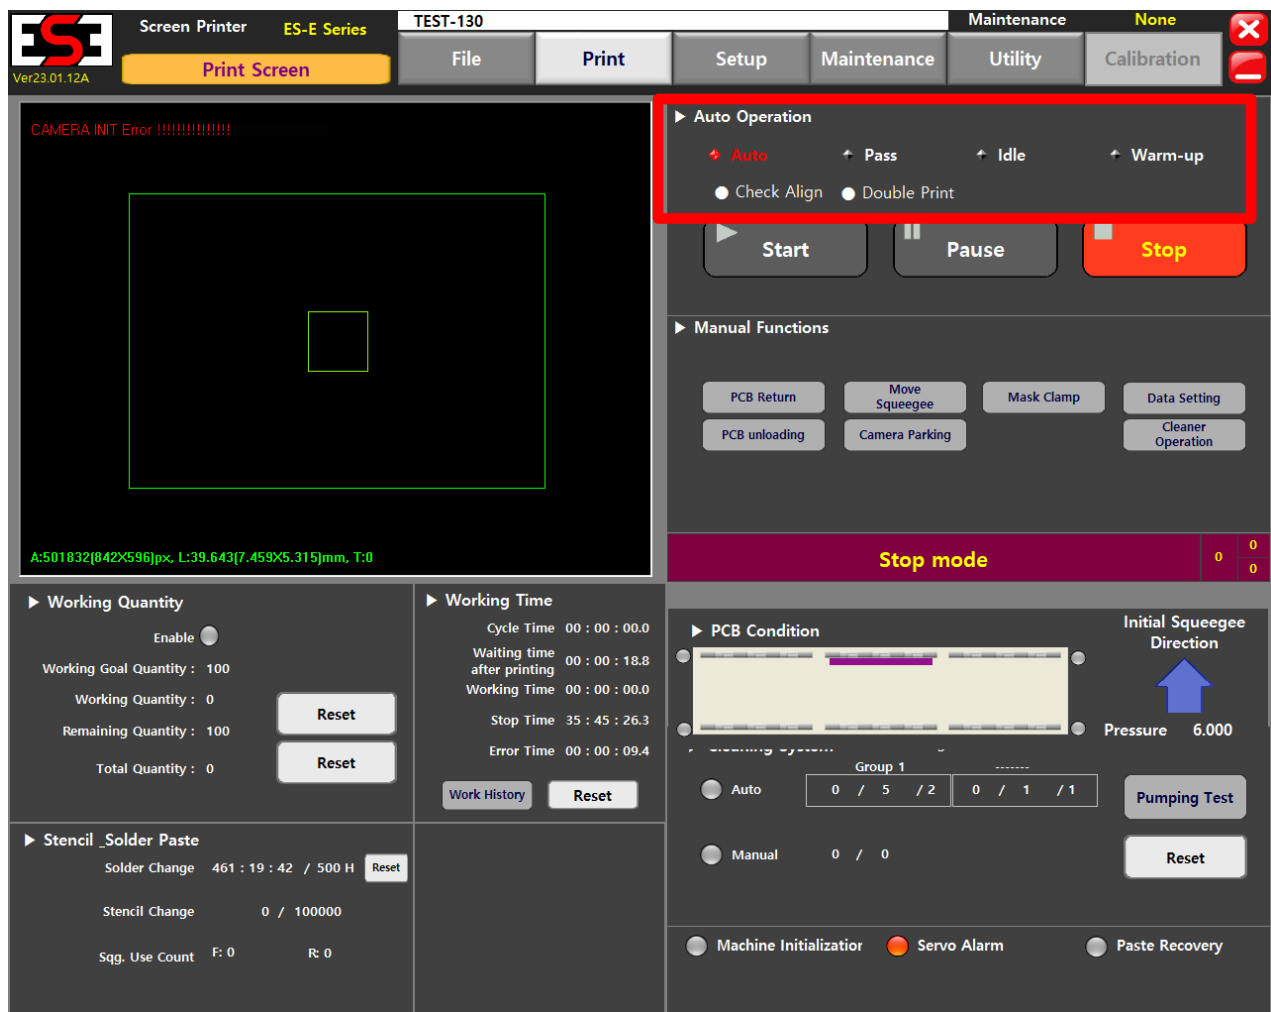 ESE
Screen Printer
ES-E Series
TEST-130
Maintenance
None
Ver23.01.12A
Print Screen
File
Print
Setup
Maintenance
Utility
Calibration
CAMERA INIT Error !!!!!!!!!!!!!!!
A:501832(842X596)px, L:39.643(7.459X5.315)mm, T:0
Auto Operation
Auto
Pass
Idle
Warm-up
Check Align
Double Print
Start
Pause
Stop
Manual Functions
PCB Return
Move
Squeegee
Mask Clamp
Data Setting
PCB unloading
Camera Parking
Cleaner
Operation
Stop mode
0
0
0
Working Quantity
Enable
Working Goal Quantity : 100
Working Quantity : 0
Remaining Quantity : 100
Total Quantity : 0
Reset
Reset
Working Time
Cycle Time 00 : 00 : 00.0
Waiting time
after printing 00 : 00 : 18.8
Working Time 00 : 00 : 00.0
Stop Time 35 : 45 : 26.3
Error Time 00 : 00 : 09.4
Work History
Reset
PCB Condition
Initial Squeegee
Direction
Pressure 6.000
Cleaning System
Group 1
-------
Auto 0 / 5 / 2 0 / 1 / 1
Pumping Test
Manual 0 / 0
Reset
Stencil _Solder Paste
Solder Change 461 : 19 : 42 / 500 H Reset
Stencil Change 0 / 100000
Sqg. Use Count F: 0 R: 0
Machine Initialization
Servo Alarm
Paste Recovery